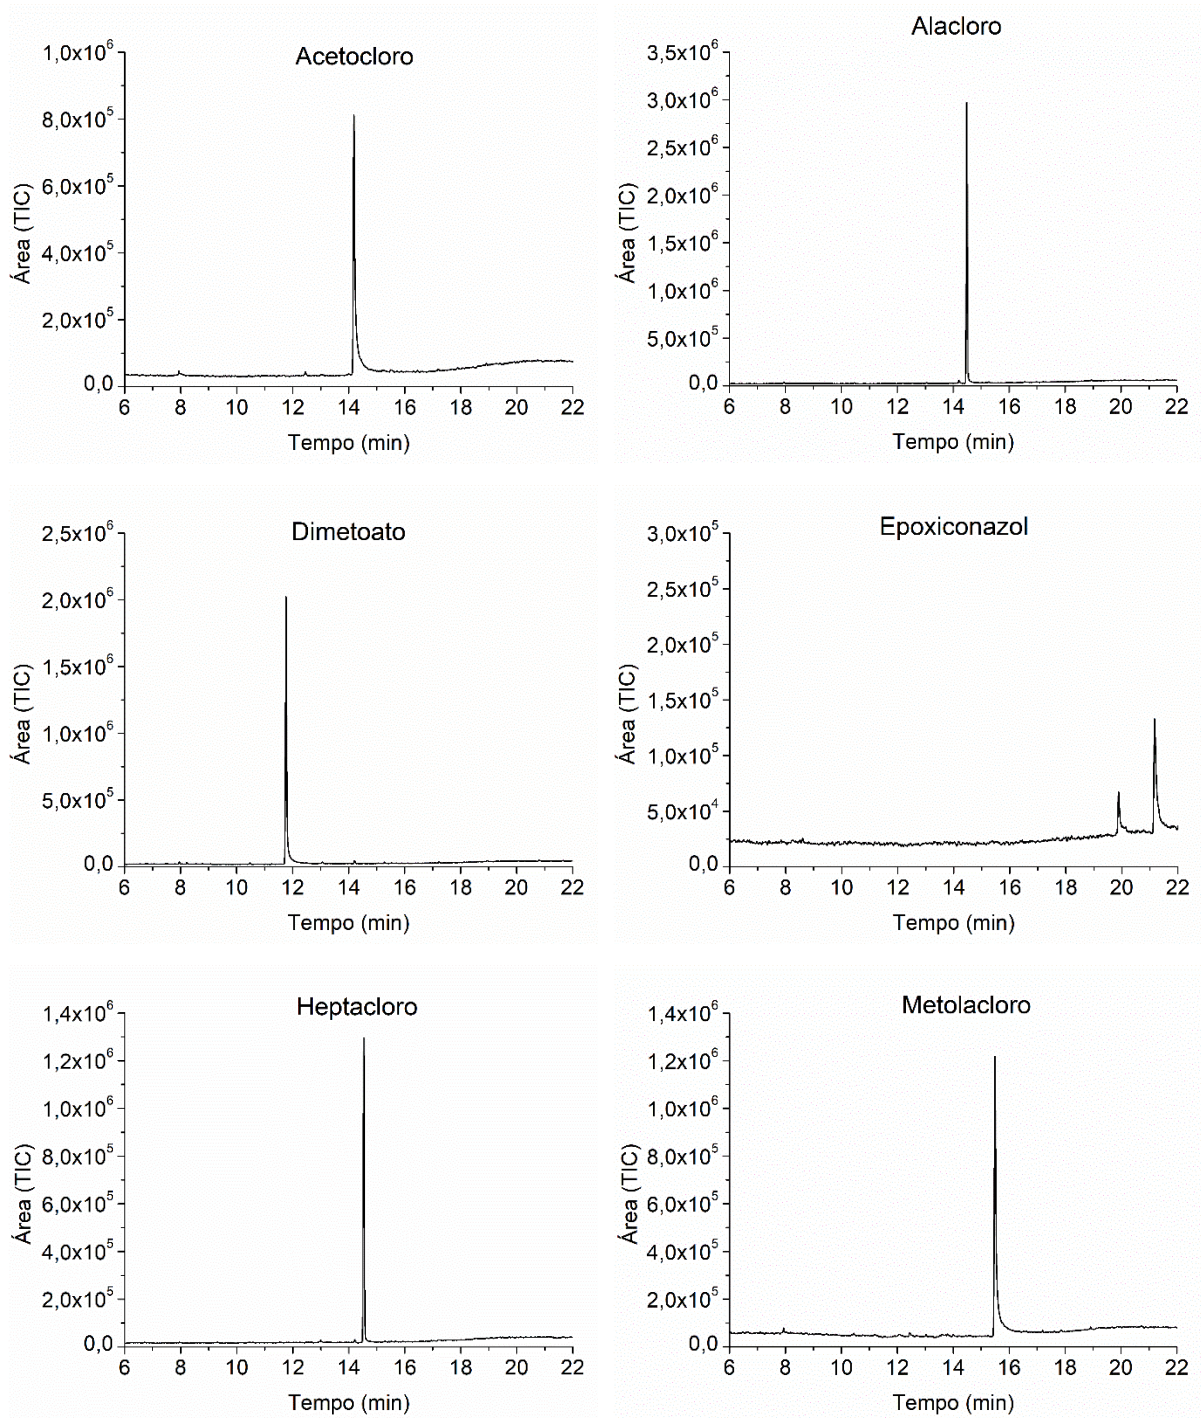 Acetocloro
Área (TIC)
1,0x10⁶
8,0x10⁵
6,0x10⁵
4,0x10⁵
2,0x10⁵
0,0
6 8 10 12 14 16 18 20 22
Tempo (min)
Alacloro
Área (TIC)
3,5x10⁶
3,0x10⁶
2,5x10⁶
2,0x10⁶
1,5x10⁶
1,0x10⁶
5,0x10⁵
0,0
6 8 10 12 14 16 18 20 22
Tempo (min)
Dimetoato
Área (TIC)
2,5x10⁶
2,0x10⁶
1,5x10⁶
1,0x10⁶
5,0x10⁵
0,0
6 8 10 12 14 16 18 20 22
Tempo (min)
Epoxiconazol
Área (TIC)
3,0x10⁵
2,5x10⁵
2,0x10⁵
1,5x10⁵
1,0x10⁵
5,0x10⁴
0,0
6 8 10 12 14 16 18 20 22
Tempo (min)
Heptacloro
Área (TIC)
1,4x10⁶
1,2x10⁶
1,0x10⁶
8,0x10⁵
6,0x10⁵
4,0x10⁵
2,0x10⁵
0,0
6 8 10 12 14 16 18 20 22
Tempo (min)
Metolacloro
Área (TIC)
1,4x10⁶
1,2x10⁶
1,0x10⁶
8,0x10⁵
6,0x10⁵
4,0x10⁵
2,0x10⁵
0,0
6 8 10 12 14 16 18 20 22
Tempo (min)